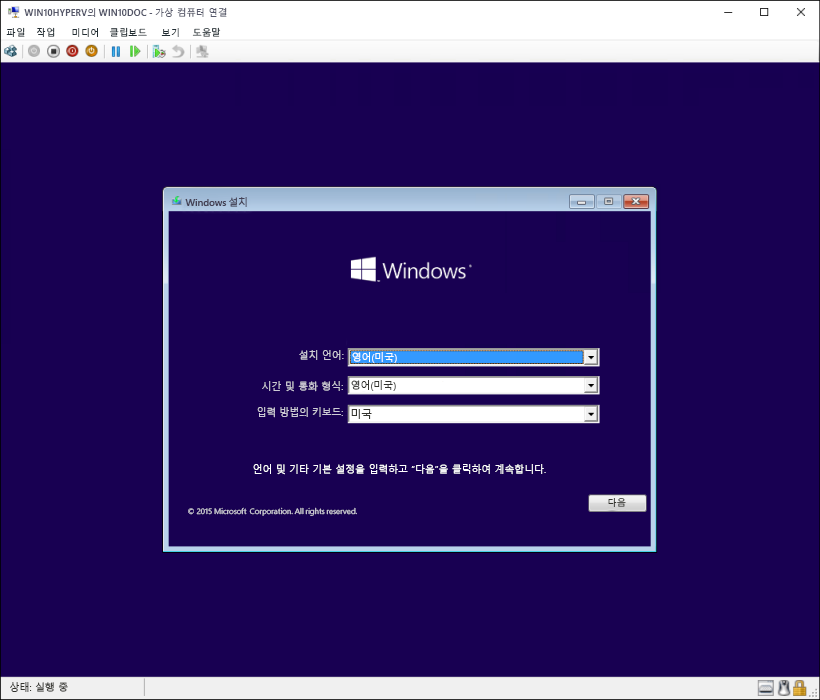 WIN10HYPERV의 WIN10DOC - 가상 컴퓨터 연결
파일 작업 미디어 클립보드 보기 도움말
Windows 설치
Windows
설치 언어: 영어(미국)
시간 및 통화 형식: 영어(미국)
입력 방법의 키보드: 미국
언어 및 기타 기본 설정을 입력하고 "다음"을 클릭하여 계속합니다.
다음
© 2015 Microsoft Corporation. All rights reserved.
상태: 실행 중